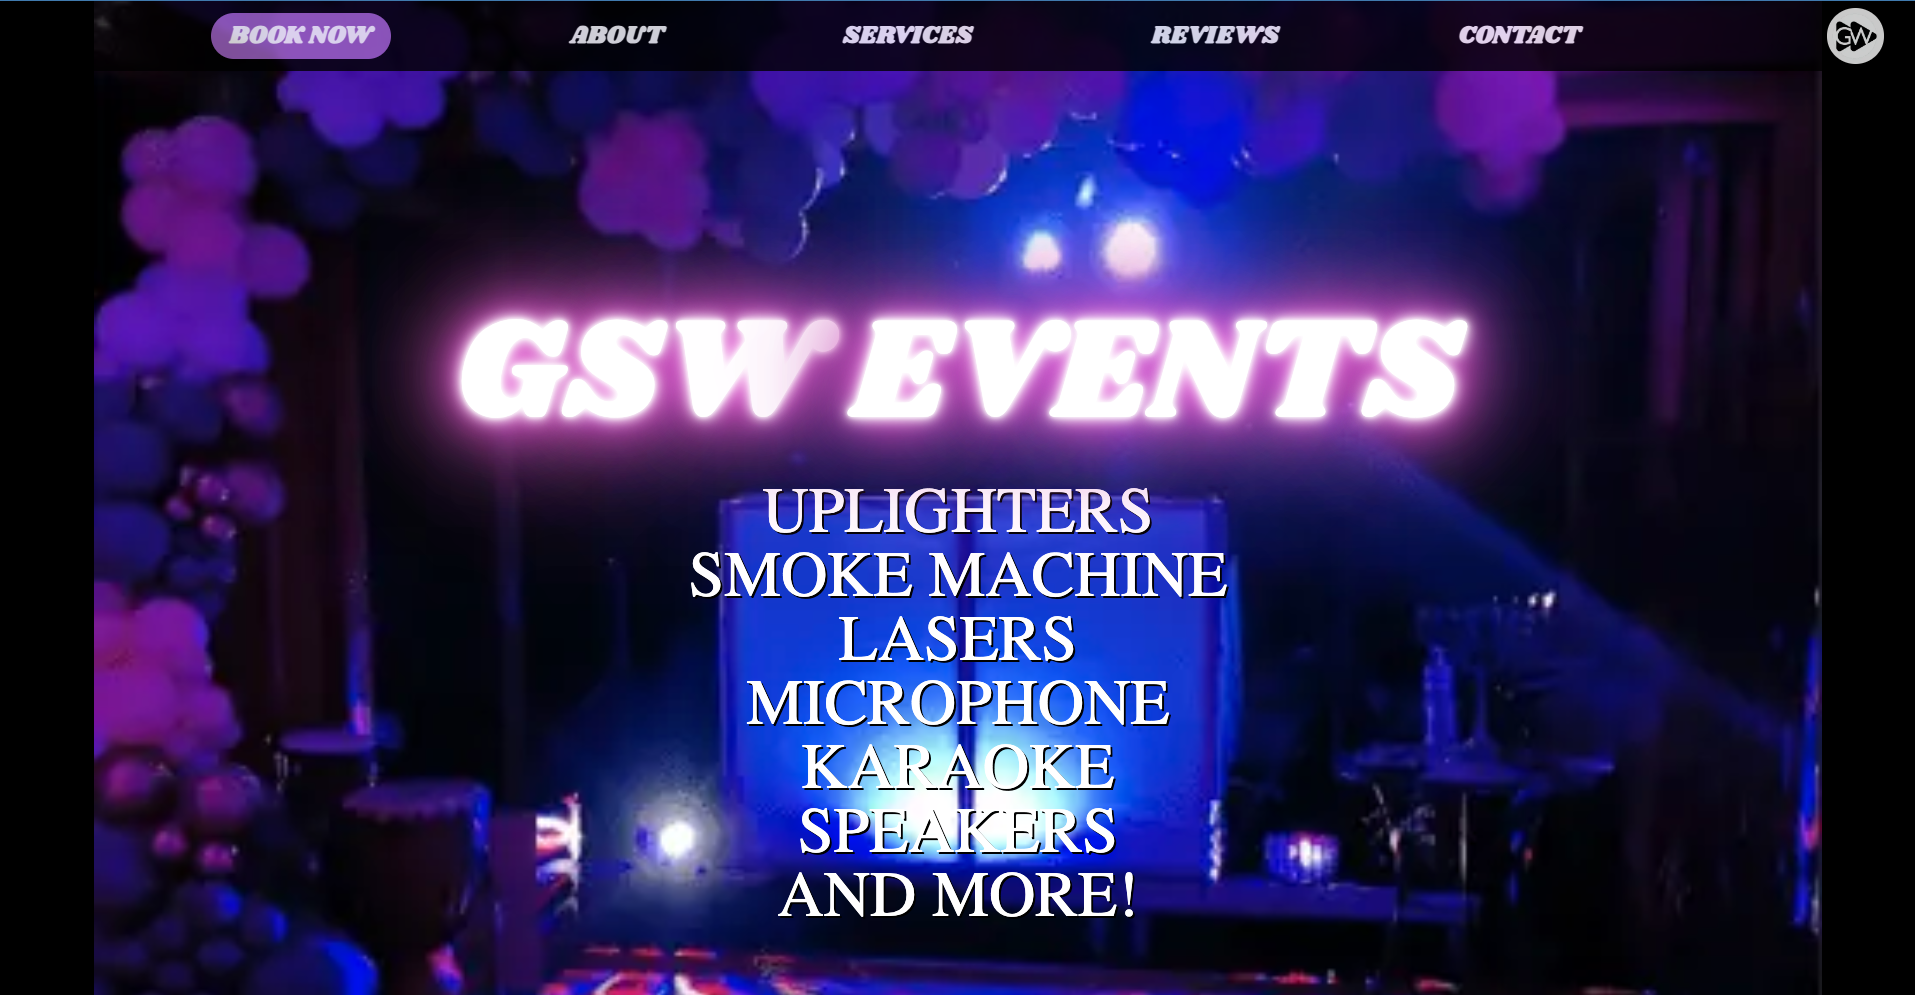 BOOK NOW
ABOUT
SERVICES
REVIEWS
CONTACT
GW
GSW EVENTS
UPLIGHTERS
SMOKE MACHINE
LASERS
MICROPHONE
KARAOKE
SPEAKERS
AND MORE!